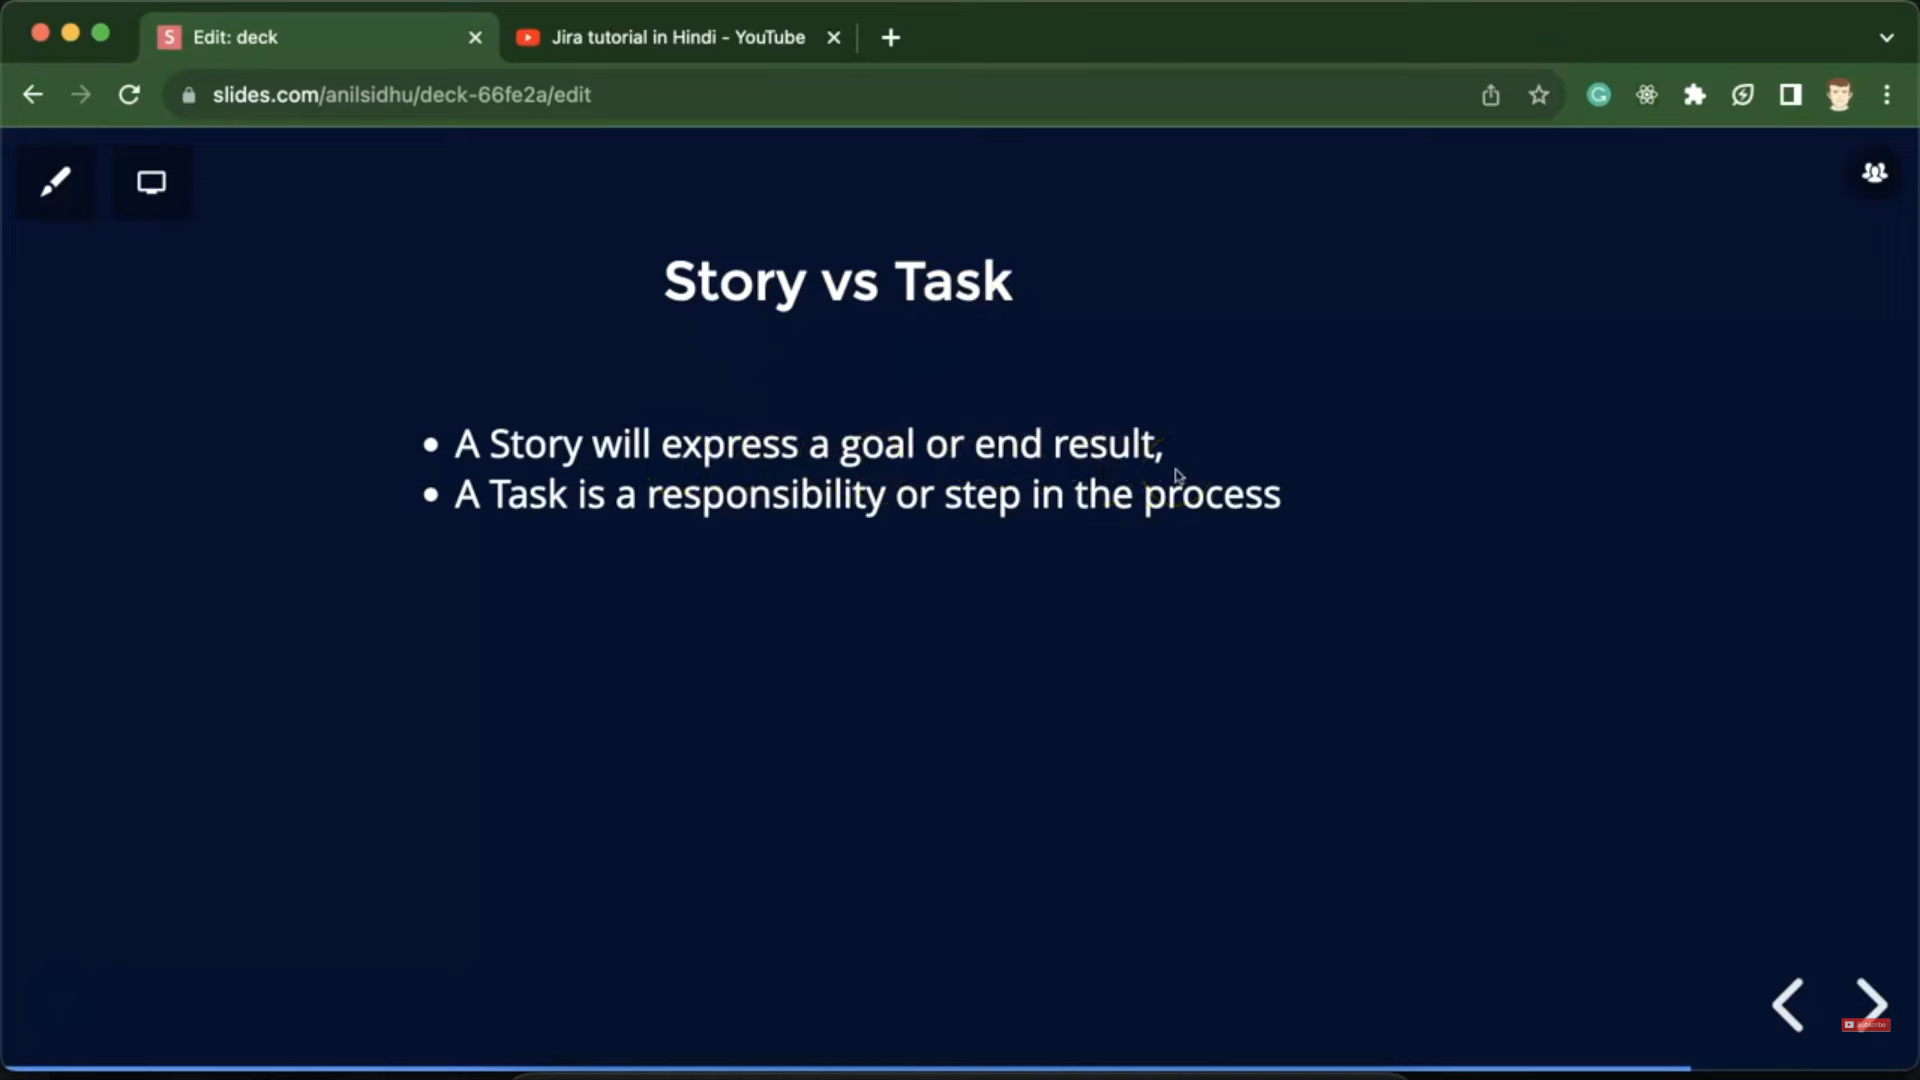 Edit: deck
Jira tutorial in Hindi - YouTube
slides.com/anilsidhu/deck-66fe2a/edit
Story vs Task
A Story will express a goal or end result,
A Task is a responsibility or step in the process
Subscribe